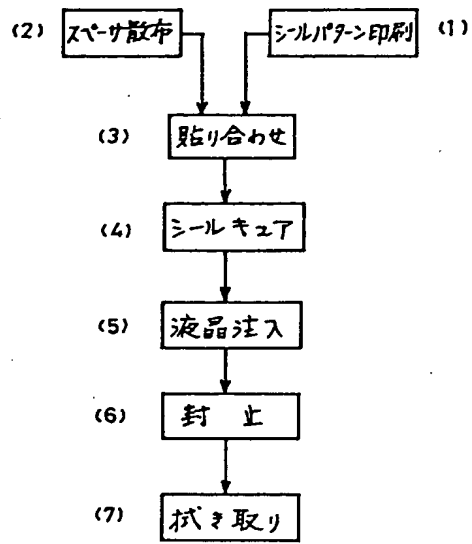 (2) スペーサ散布 シールパターン印刷 (1)
(3) 貼り合わせ
(4) シールキュア
(5) 液晶注入
(6) 封止
(7) 拭き取り